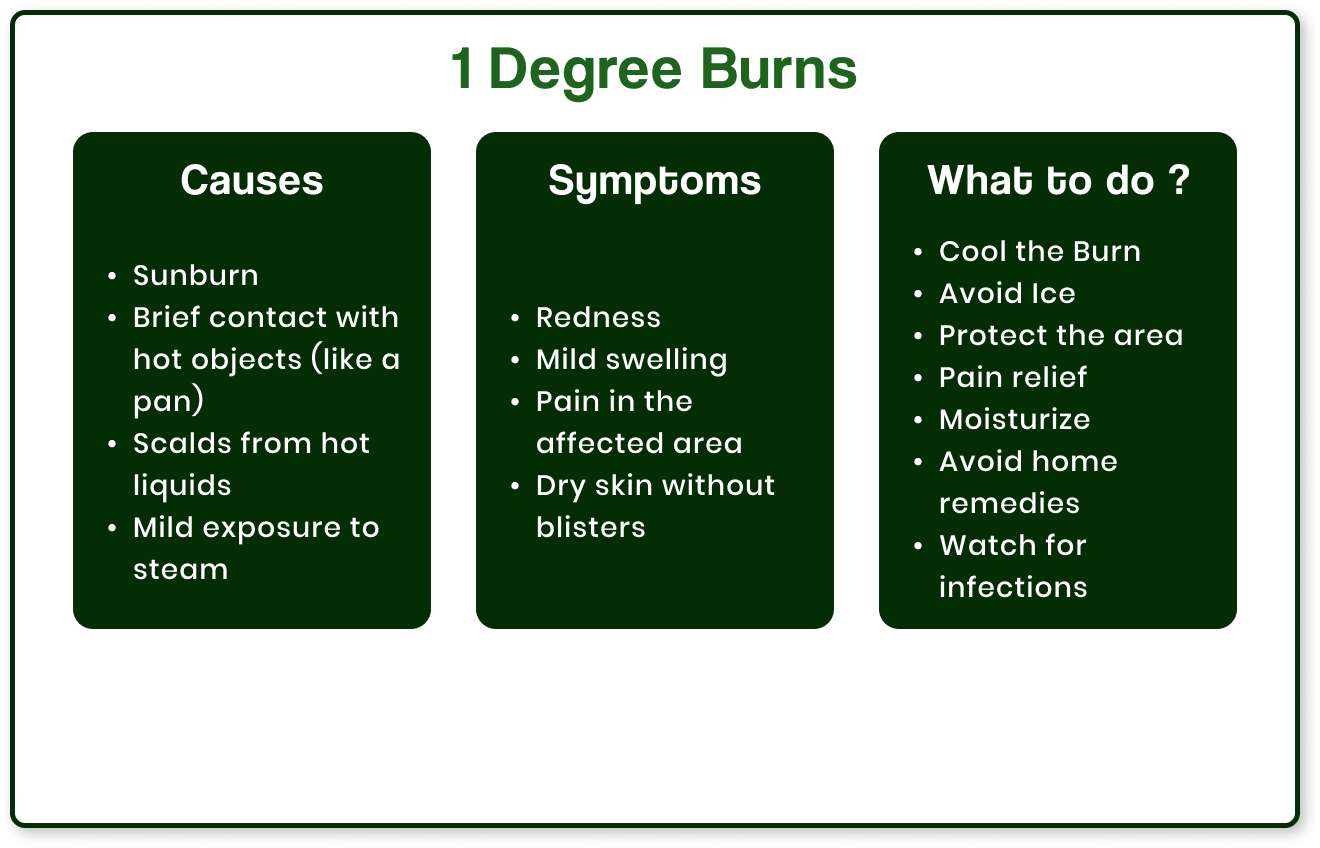 1 Degree Burns
Causes
• Sunburn
• Brief contact with
hot objects (like a
pan)
• Scalds from hot
liquids
• Mild exposure to
steam
Symptoms
• Redness
• Mild swelling
• Pain in the
affected area
• Dry skin without
blisters
What to do ?
• Cool the Burn
• Avoid Ice
• Protect the area
• Pain relief
• Moisturize
• Avoid home
remedies
• Watch for
infections